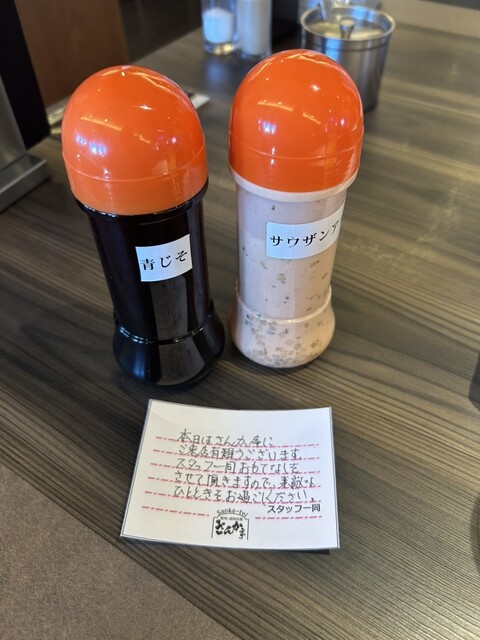 青じそ
サウザンア
本日はさんか亭に
ご来店有難うございます。
スタッフ一同おもてなしを
させて頂きますので、素敵な
ひとときをお過ごしください。
スタッフ一同
Sanka-tei
さんか亭